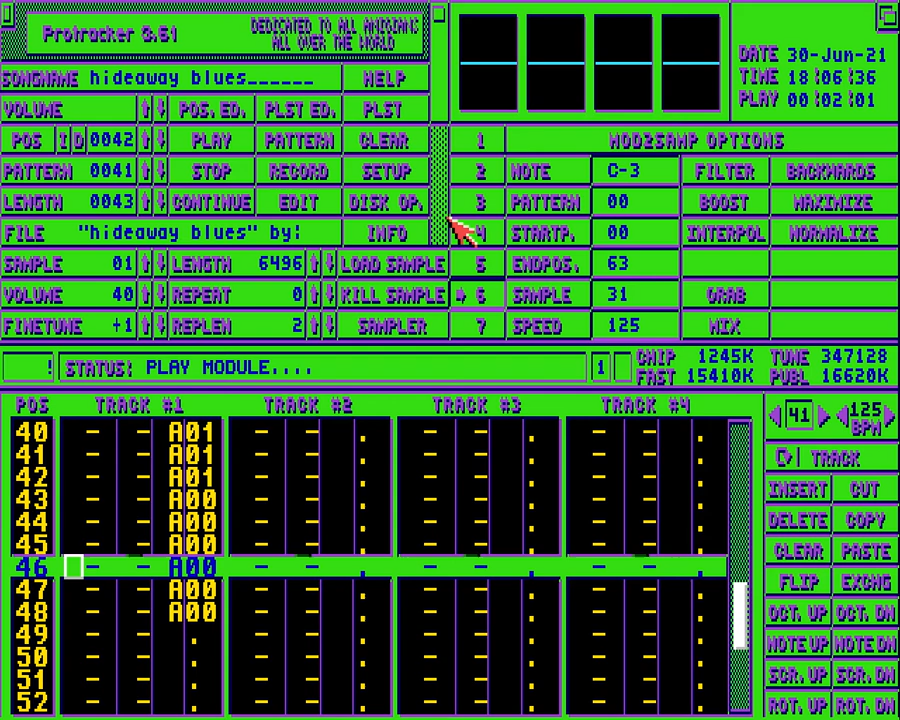 Protracker 3.61 DEDICATED TO ALL AMIGIANS
ALL OVER THE WORLD
SONGNAME hideaway blues______ HELP
VOLUME POS. ED. PLST ED. PLST
POS I D 0042 PLAY PATTERN CLEAR
PATTERN 0041 STOP RECORD SETUP
LENGTH 0043 CONTINUE EDIT DISK OP.
FILE "hideaway blues" by: INFO
SAMPLE 01 LENGTH 6496 LOAD SAMPLE
VOLUME 40 REPEAT 0 KILL SAMPLE
FINETUNE +1 REPLEN 2 SAMPLER
DATE 30-Jun-21
TIME 18:06:36
PLAY 00:02:01
1 MOD2SAMP OPTIONS
2 NOTE C-3 FILTER BACKWARDS
3 PATTERN 00 BOOST MAXIMIZE
4 STARTP. 00 INTERPOL NORMALIZE
5 ENDPOS. 63
6 SAMPLE 31 GRAB
7 SPEED 125 MIX
! STATUS: PLAY MODULE.... 1
CHIP 1245K TUNE 347128
FAST 15410K PUBL 16620K
POS TRACK #1 TRACK #2 TRACK #3 TRACK #4
40 - - A01 - - . - - . - - .
41 - - A01 - - . - - . - - .
42 - - A01 - - . - - . - - .
43 - - A00 - - . - - . - - .
44 - - A00 - - . - - . - - .
45 - - A00 - - . - - . - - .
46 - - A00 - - . - - . - - .
47 - - A00 - - . - - . - - .
48 - - A00 - - . - - . - - .
49 - - . - - . - - . - - .
50 - - . - - . - - . - - .
51 - - . - - . - - . - - .
52 - - . - - . - - . - - .
41 125
BPM
TRACK
INSERT CUT
DELETE COPY
CLEAR PASTE
FLIP EXCHG
OCT. UP OCT. DN
NOTE UP NOTE DN
SCR. UP SCR. DN
ROT. UP ROT. DN